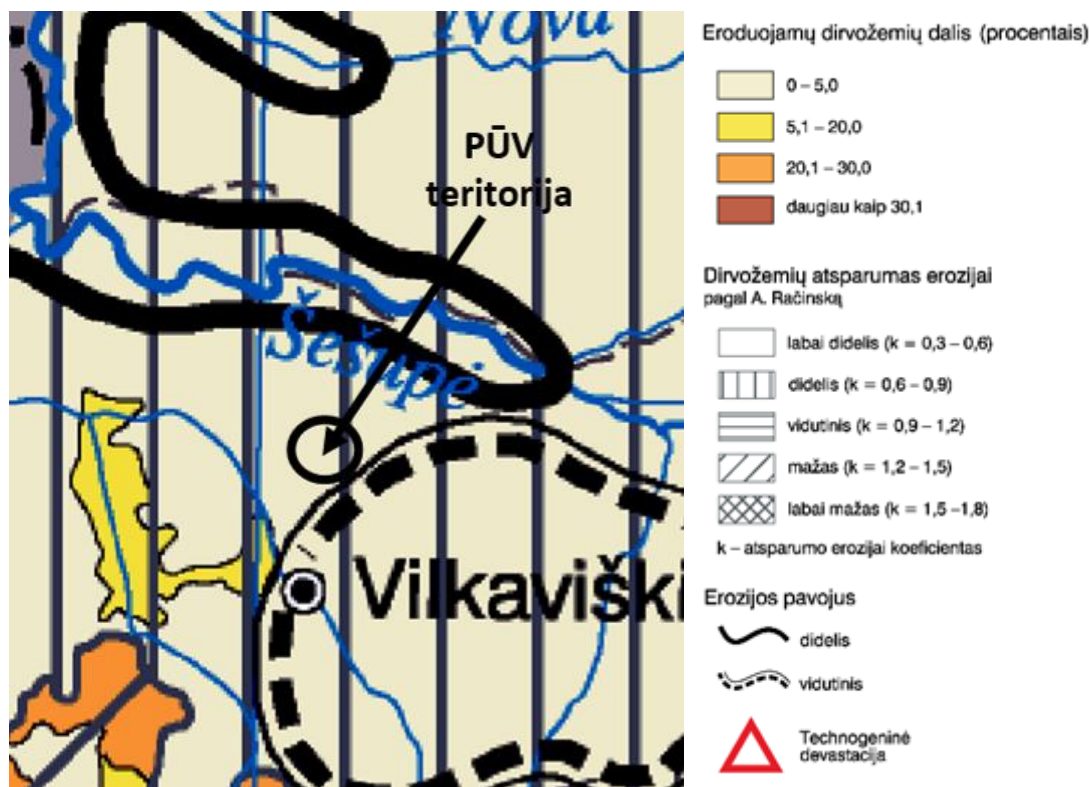 Nova
PŪV
teritorija
Šešupė
Vilkaviški
Eroduojamų dirvožemių dalis (procentais)
0 – 5,0
5,1 – 20,0
20,1 – 30,0
daugiau kaip 30,1
Dirvožemių atsparumas erozijai
pagal A. Račinską
labai didelis (k = 0,3 – 0,6)
didelis (k = 0,6 – 0,9)
vidutinis (k = 0,9 – 1,2)
mažas (k = 1,2 – 1,5)
labai mažas (k = 1,5 –1,8)
k – atsparumo erozijai koeficientas
Erozijos pavojus
didelis
vidutinis
Technogeninė
devastacija